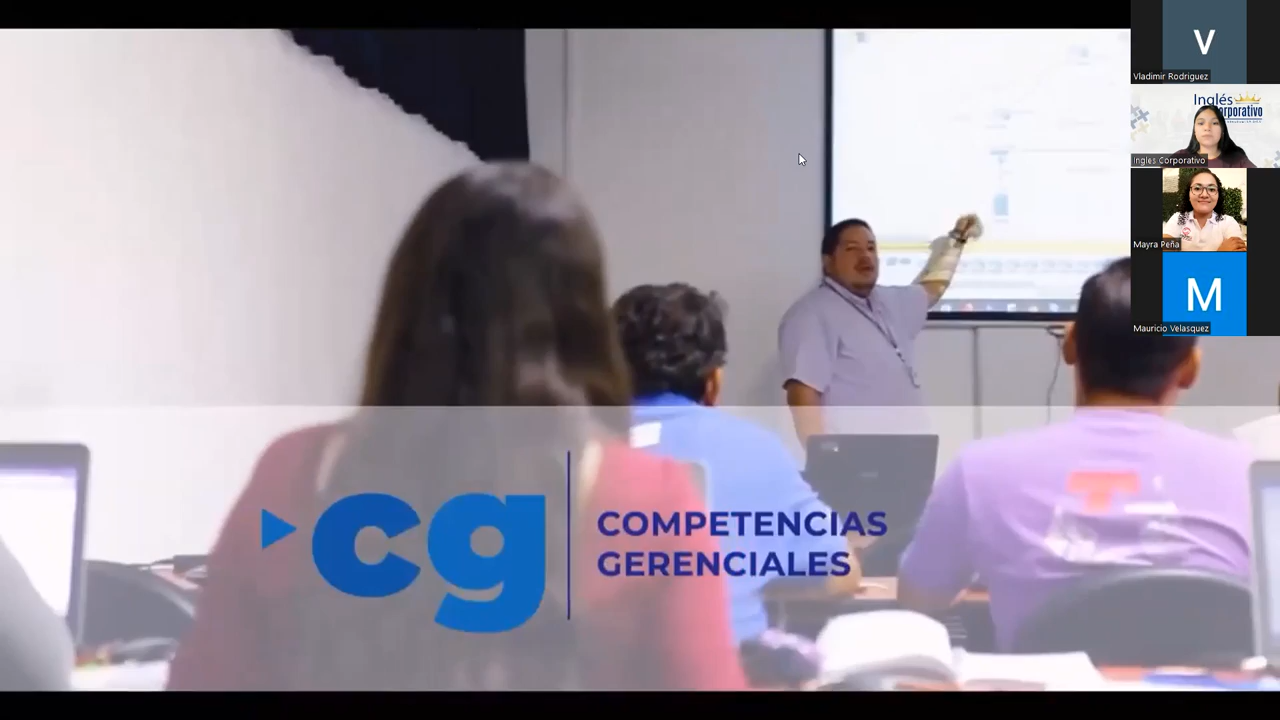 cg
COMPETENCIAS
GERENCIALES
V
Vladimir Rodriguez
Inglés
Corporativo
Ingles Corporativo
Mayra Peña
M
Mauricio Velasquez